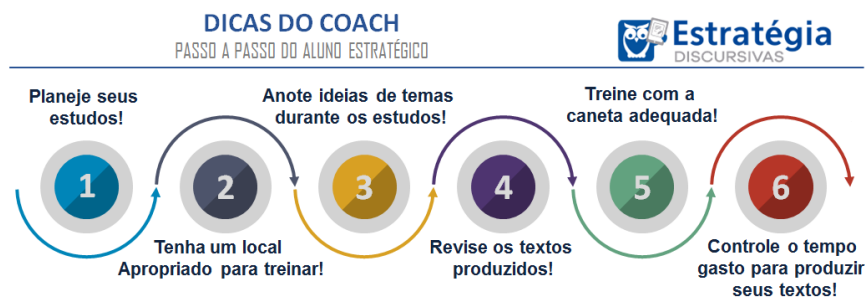 DICAS DO COACH
PASSO A PASSO DO ALUNO ESTRATÉGICO
Estratégia
DISCURSIVAS
Planeje seus
estudos!
1
2
Tenha um local
Apropriado para treinar!
Anote ideias de temas
durante os estudos!
3
4
Revise os textos
produzidos!
Treine com a
caneta adequada!
5
6
Controle o tempo
gasto para produzir
seus textos!